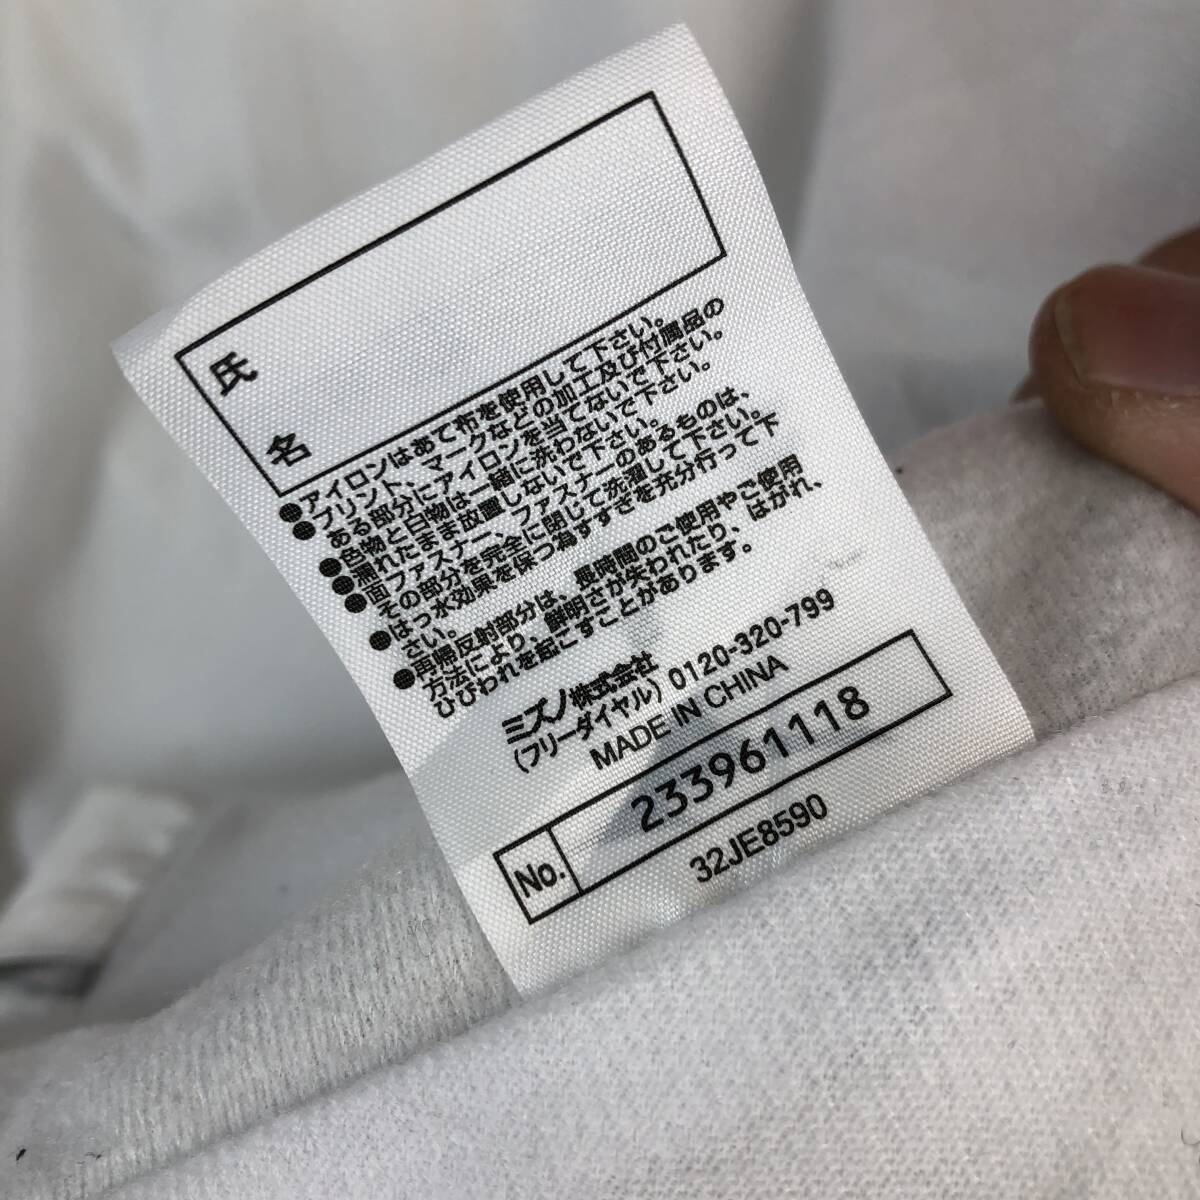 氏
名
●アイロンはあて布を使用して下さい。
●プリント、マークなどの加工及び付属品の
ある部分にアイロンを当てないで下さい。
●色物と白物は一緒に洗わないで下さい。
●濡れたまま放置しないで下さい。
●面ファスナー、ファスナーのあるものは、
その部分を完全に閉じて洗濯して下さい。
●はっ水効果を保つ為すすぎを充分行って下
さい。
●再帰反射部分は、長時間のご使用やご使用
方法により、鮮明さが失われたり、はがれ、
ひびわれを起こすことがあります。
ミズノ株式会社
(フリーダイヤル) 0120-320-799
MADE IN CHINA
No. 233961118
32JE8590